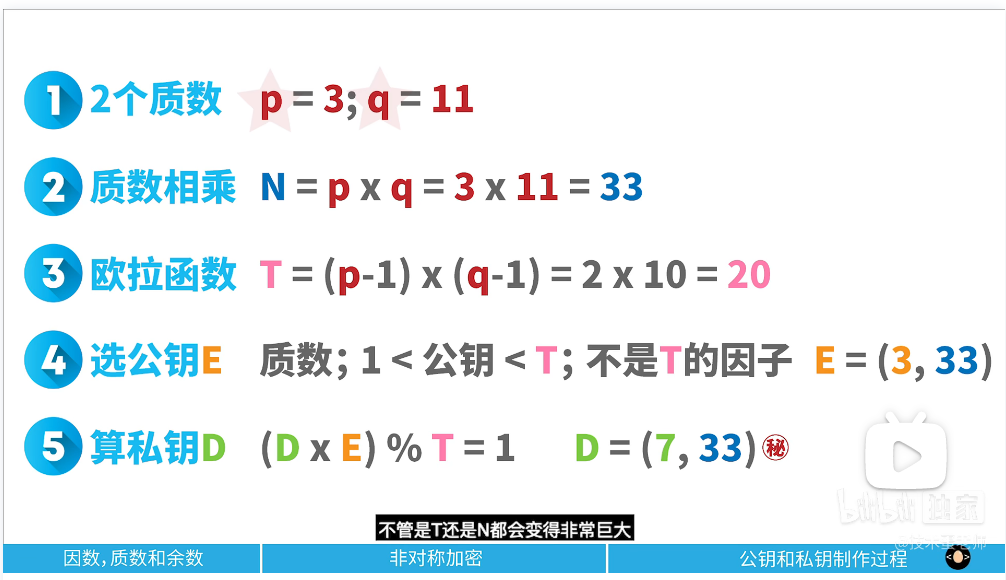 1 2个质数 p = 3; q = 11
2 质数相乘 N = p x q = 3 x 11 = 33
3 欧拉函数 T = (p-1) x (q-1) = 2 x 10 = 20
4 选公钥E 质数; 1 < 公钥 < T; 不是T的因子 E = (3, 33)
5 算私钥D (D x E) % T = 1 D = (7, 33) 秘
bilibili 独家
不管是T还是N都会变得非常巨大
@技术蛋老师
因数,质数和余数 非对称加密 公钥和私钥制作过程